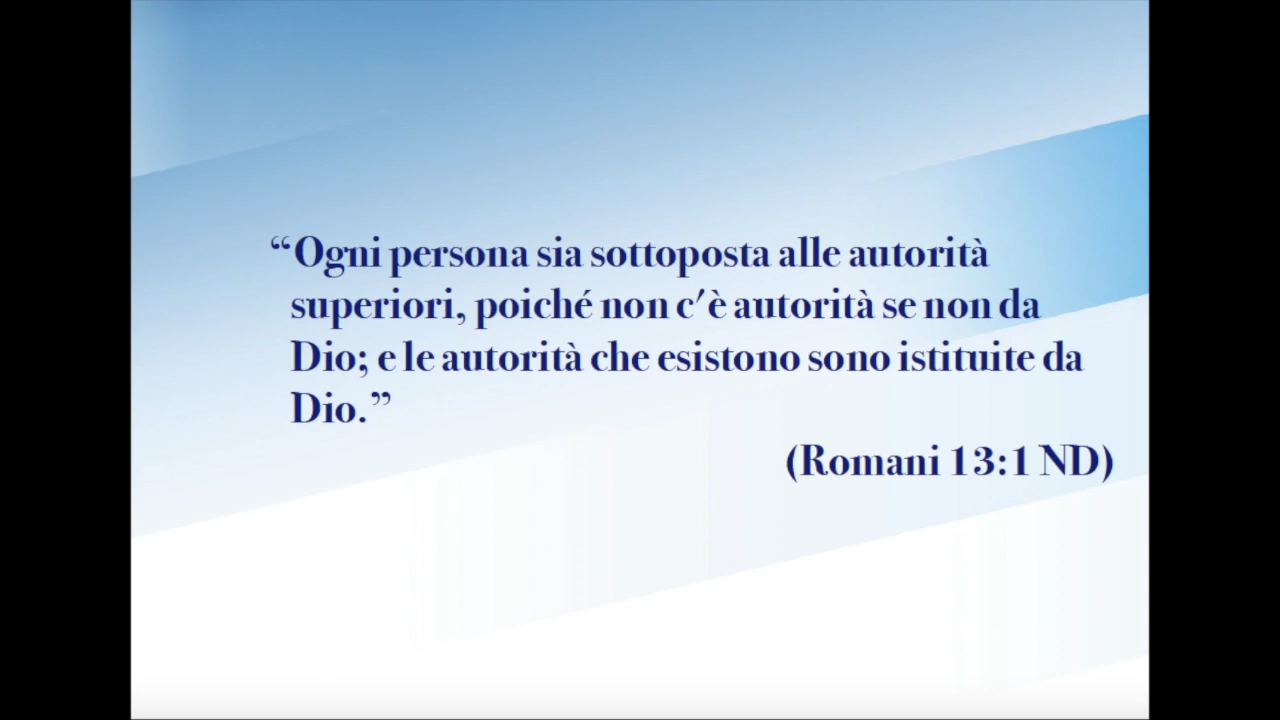 “Ogni persona sia sottoposta alle autorità
superiori, poiché non c'è autorità se non da
Dio; e le autorità che esistono sono istituite da
Dio.”
(Romani 13:1 ND)